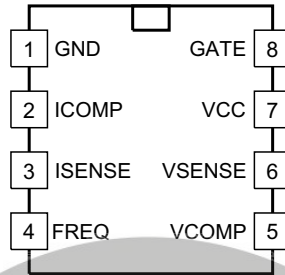 1 GND GATE 8
2 ICOMP VCC 7
3 ISENSE VSENSE 6
4 FREQ VCOMP 5